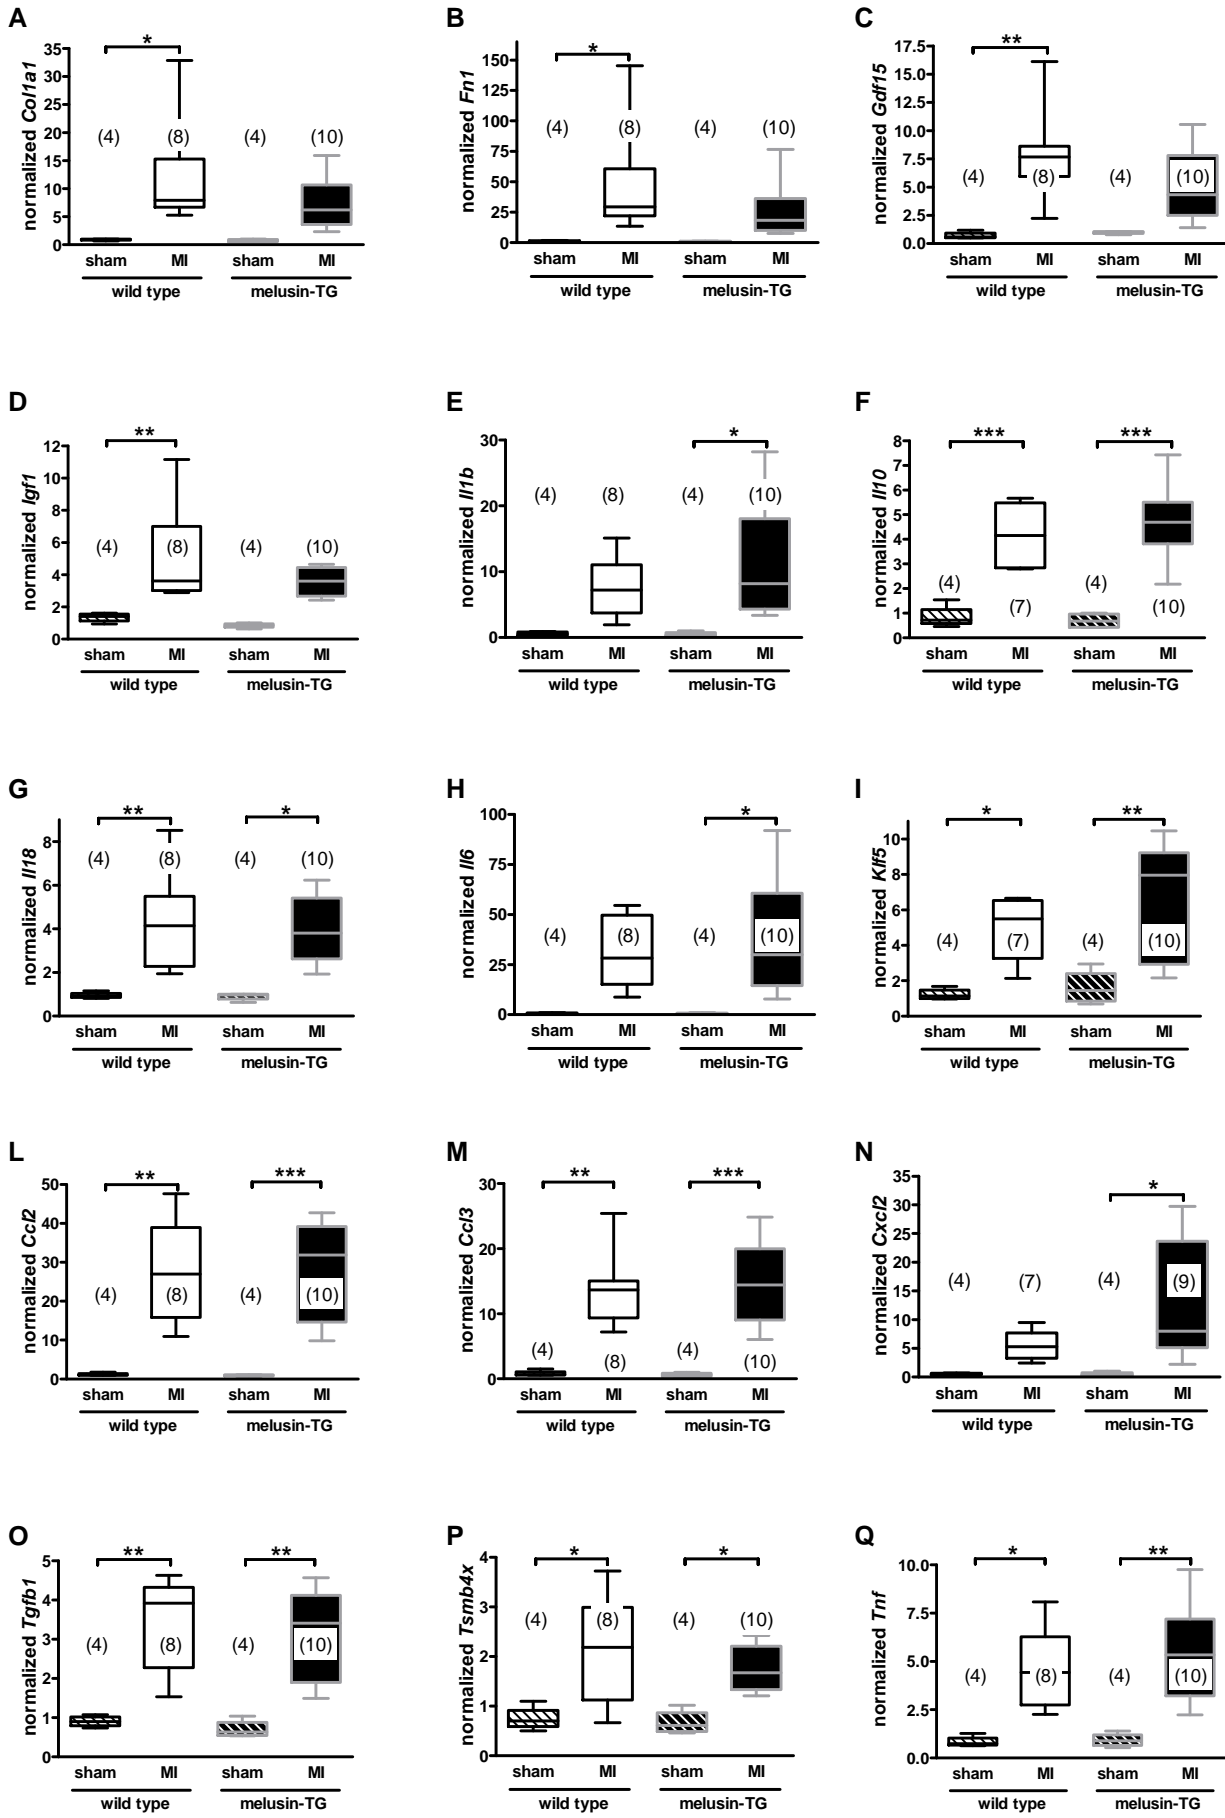 A
normalized Col1a1
35
30
25
20
15
10
5
0
*
(4)
(8)
(4)
(10)
sham
MI
sham
MI
wild type
melusin-TG
B
normalized Fn1
150
125
100
75
50
25
0
*
(4)
(8)
(4)
(10)
sham
MI
sham
MI
wild type
melusin-TG
C
normalized Gdf15
17.5
15.0
12.5
10.0
7.5
5.0
2.5
0.0
**
(4)
(8)
(4)
(10)
sham
MI
sham
MI
wild type
melusin-TG
D
normalized Igf1
12
10
8
6
4
2
0
**
(4)
(8)
(4)
(10)
sham
MI
sham
MI
wild type
melusin-TG
E
normalized Il1b
30
20
10
0
*
(4)
(8)
(4)
(10)
sham
MI
sham
MI
wild type
melusin-TG
F
normalized Il10
8
7
6
5
4
3
2
1
0
***
***
(4)
(7)
(4)
(10)
sham
MI
sham
MI
wild type
melusin-TG
G
normalized Il18
8
6
4
2
0
**
*
(4)
(8)
(4)
(10)
sham
MI
sham
MI
wild type
melusin-TG
H
normalized Il6
100
75
50
25
0
*
(4)
(8)
(4)
(10)
sham
MI
sham
MI
wild type
melusin-TG
I
normalized Klf5
10
8
6
4
2
0
*
**
(4)
(7)
(4)
(10)
sham
MI
sham
MI
wild type
melusin-TG
L
normalized Ccl2
50
40
30
20
10
0
**
***
(4)
(8)
(4)
(10)
sham
MI
sham
MI
wild type
melusin-TG
M
normalized Ccl3
30
20
10
0
**
***
(4)
(8)
(4)
(10)
sham
MI
sham
MI
wild type
melusin-TG
N
normalized Cxcl2
35
30
25
20
15
10
5
0
*
(4)
(7)
(4)
(9)
sham
MI
sham
MI
wild type
melusin-TG
O
normalized Tgfb1
5
4
3
2
1
0
**
**
(4)
(8)
(4)
(10)
sham
MI
sham
MI
wild type
melusin-TG
P
normalized Tsmb4x
4
3
2
1
0
*
*
(4)
(8)
(4)
(10)
sham
MI
sham
MI
wild type
melusin-TG
Q
normalized Tnf
10.0
7.5
5.0
2.5
0.0
*
**
(4)
(8)
(4)
(10)
sham
MI
sham
MI
wild type
melusin-TG